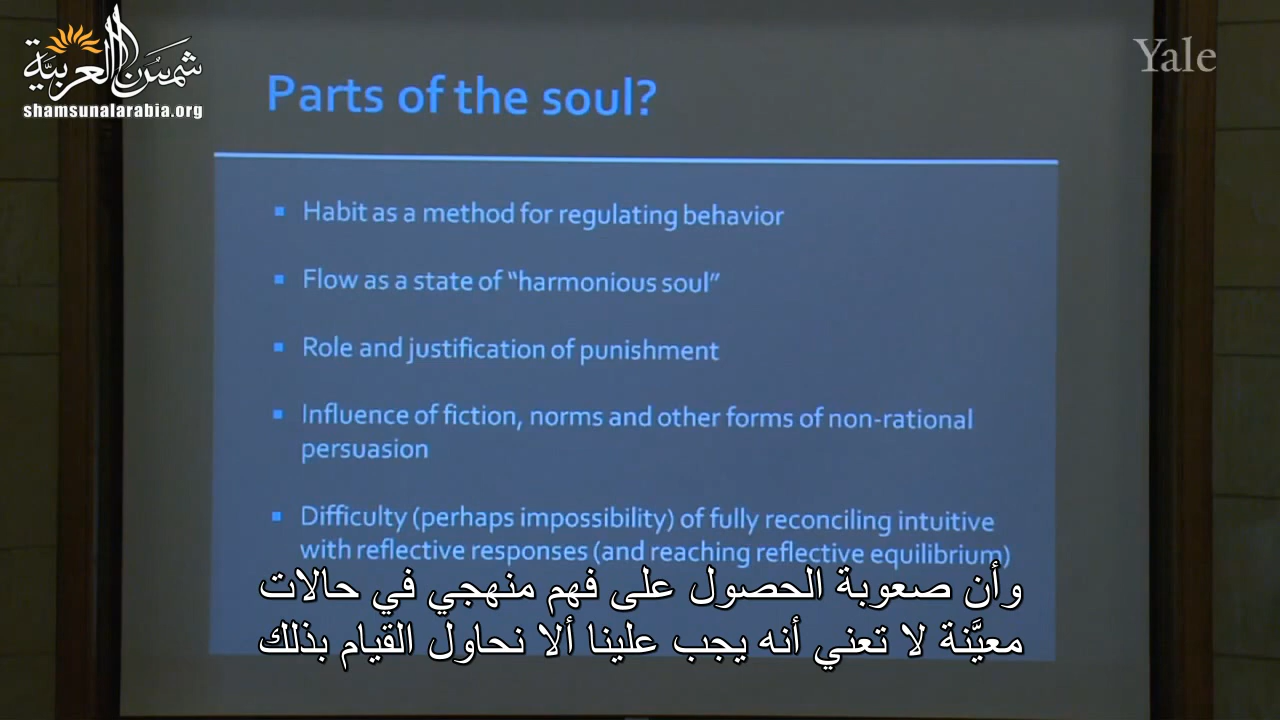 شمس العربية
shamsunalarabia.org
Yale
Parts of the soul?
▪ Habit as a method for regulating behavior
▪ Flow as a state of “harmonious soul”
▪ Role and justification of punishment
▪ Influence of fiction, norms and other forms of non-rational
persuasion
▪ Difficulty (perhaps impossibility) of fully reconciling intuitive
with reflective responses (and reaching reflective equilibrium)
وأن صعوبة الحصول على فهم منهجي في حالات
معيَّنة لا تعني أنه يجب علينا ألا نحاول القيام بذلك